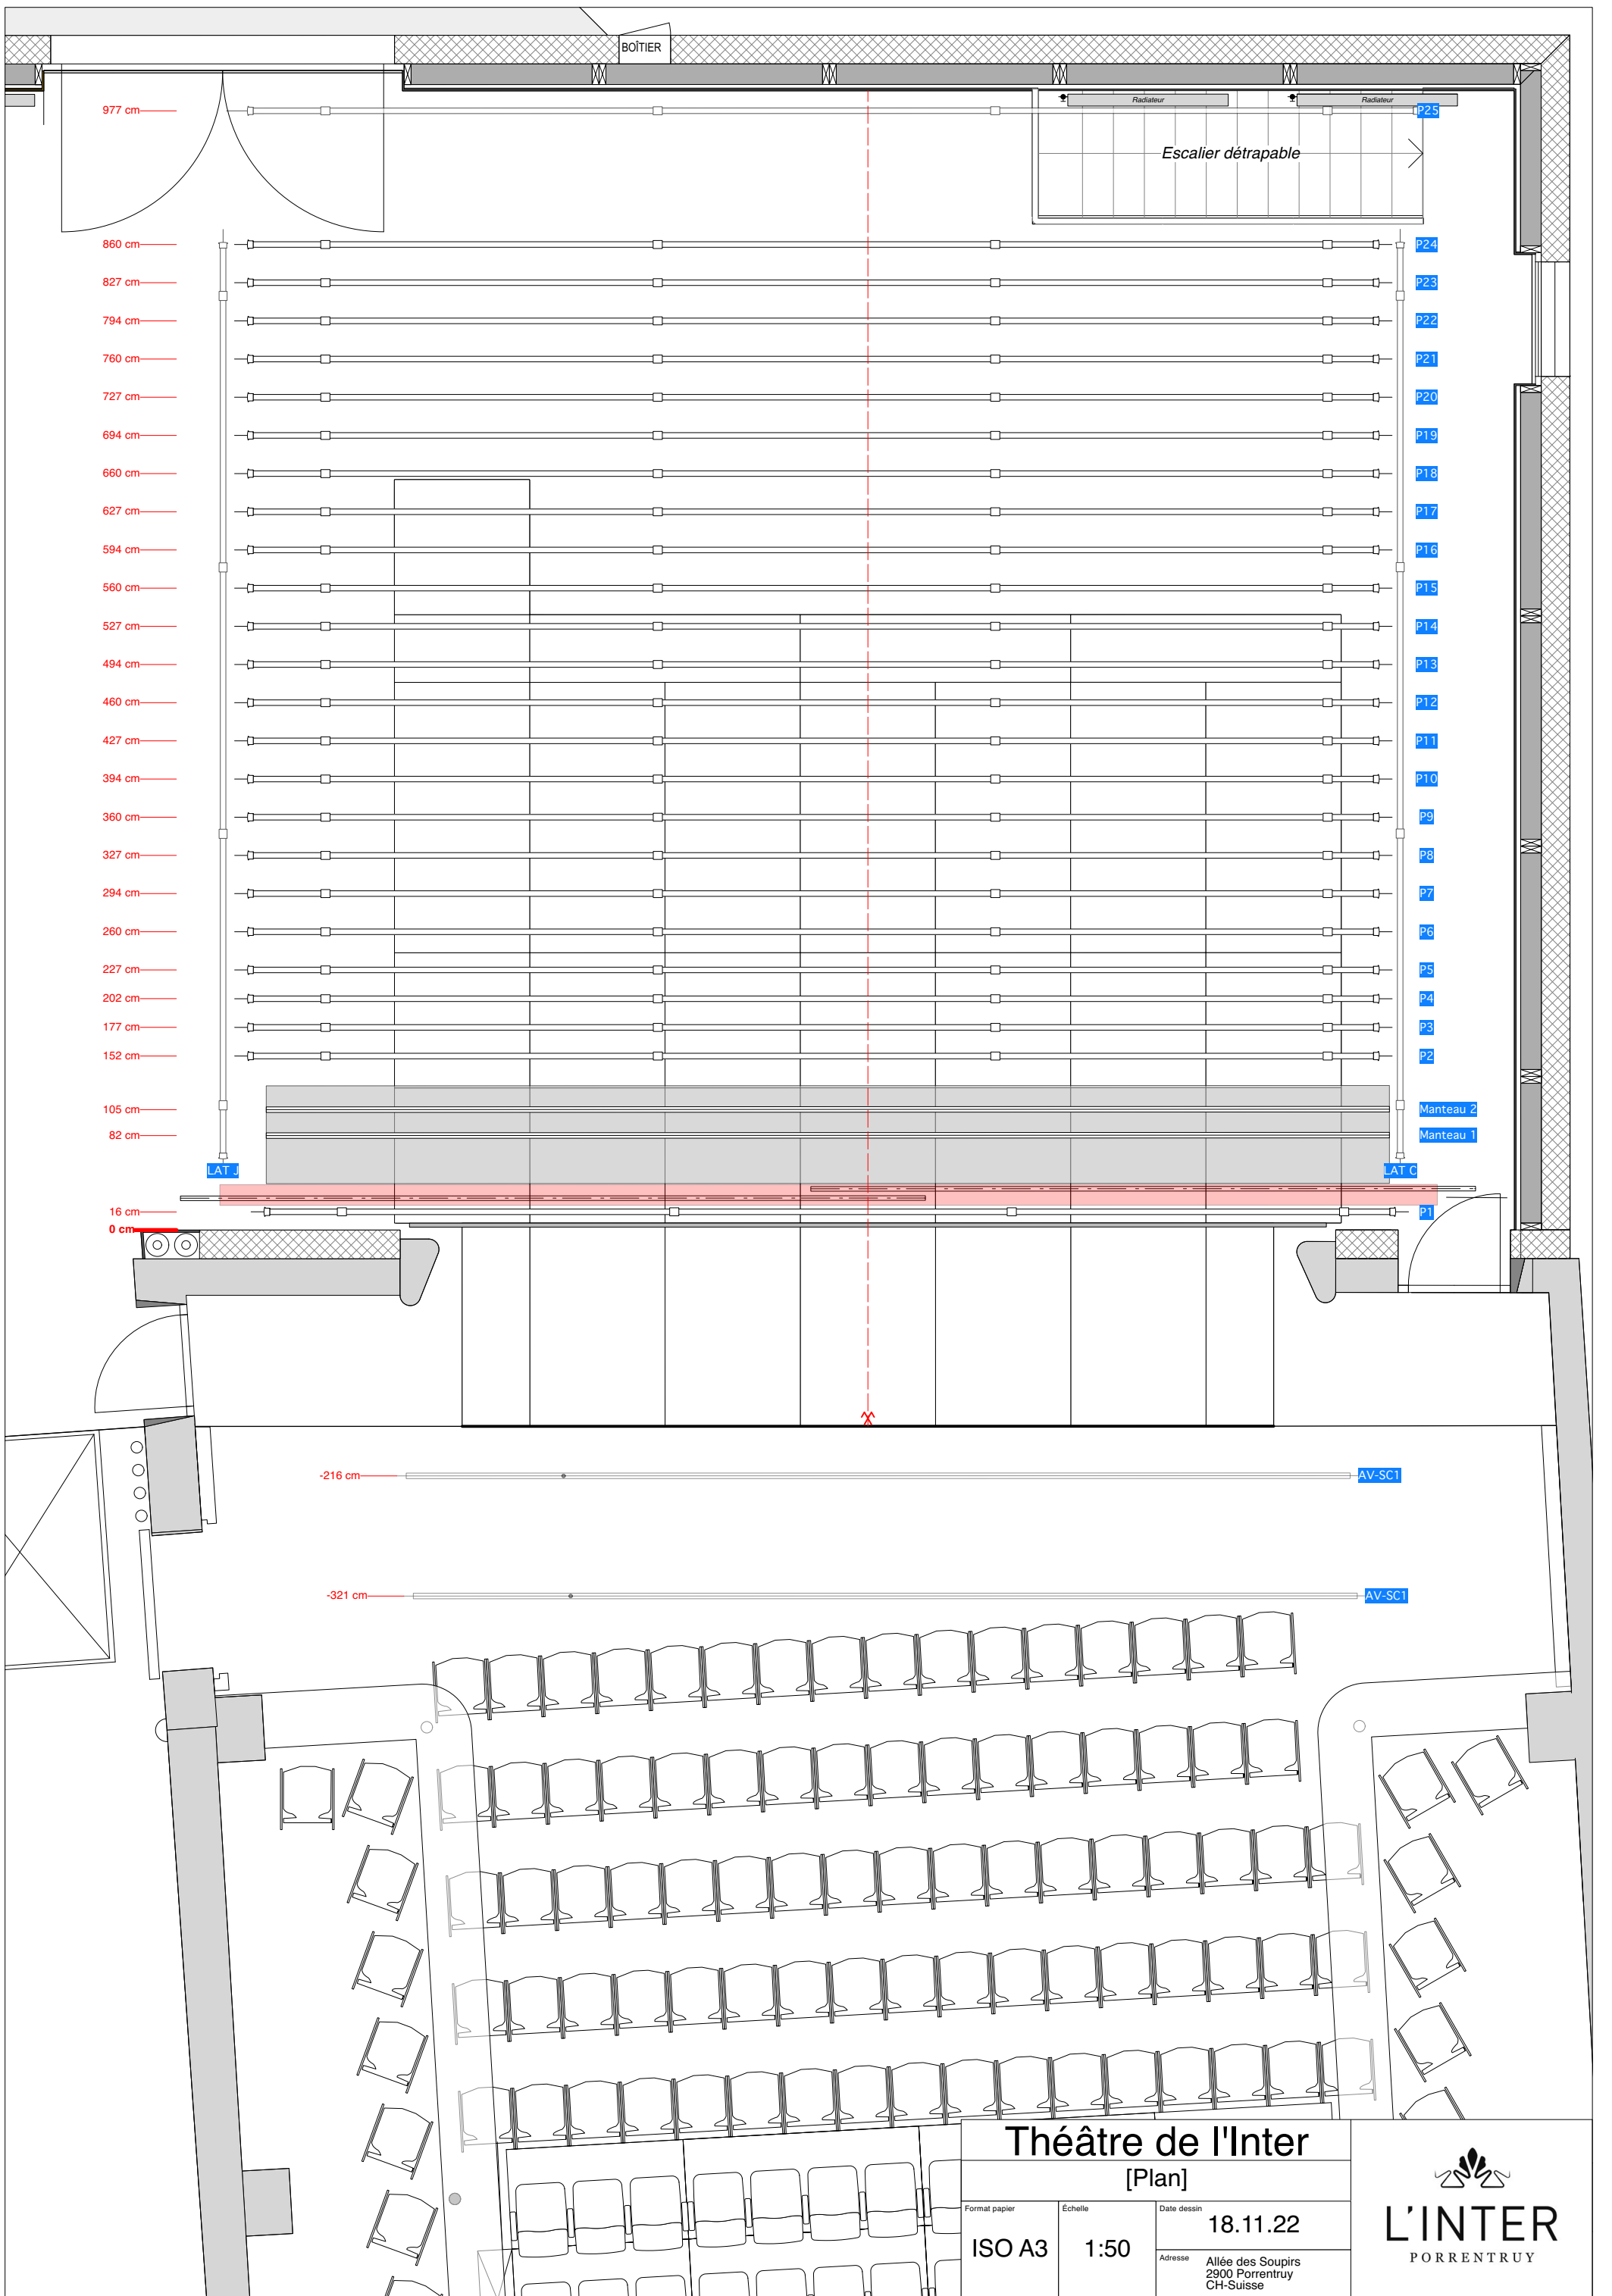 BOÎTIER
977 cm
Radiateur
Radiateur
P25
Escalier détrapable
860 cm
P24
827 cm
P23
794 cm
P22
760 cm
P21
727 cm
P20
694 cm
P19
660 cm
P18
627 cm
P17
594 cm
P16
560 cm
P15
527 cm
P14
494 cm
P13
460 cm
P12
427 cm
P11
394 cm
P10
360 cm
P9
327 cm
P8
294 cm
P7
260 cm
P6
227 cm
P5
202 cm
P4
177 cm
P3
152 cm
P2
105 cm
Manteau 2
82 cm
Manteau 1
LAT J
LAT C
16 cm
P1
0 cm
-216 cm
AV-SC1
-321 cm
AV-SC1
Théâtre de l'Inter
[Plan]
Format papier
ISO A3
Échelle
1:50
Date dessin
18.11.22
Adresse
Allée des Soupirs
2900 Porrentruy
CH-Suisse
L'INTER
PORRENTRUY